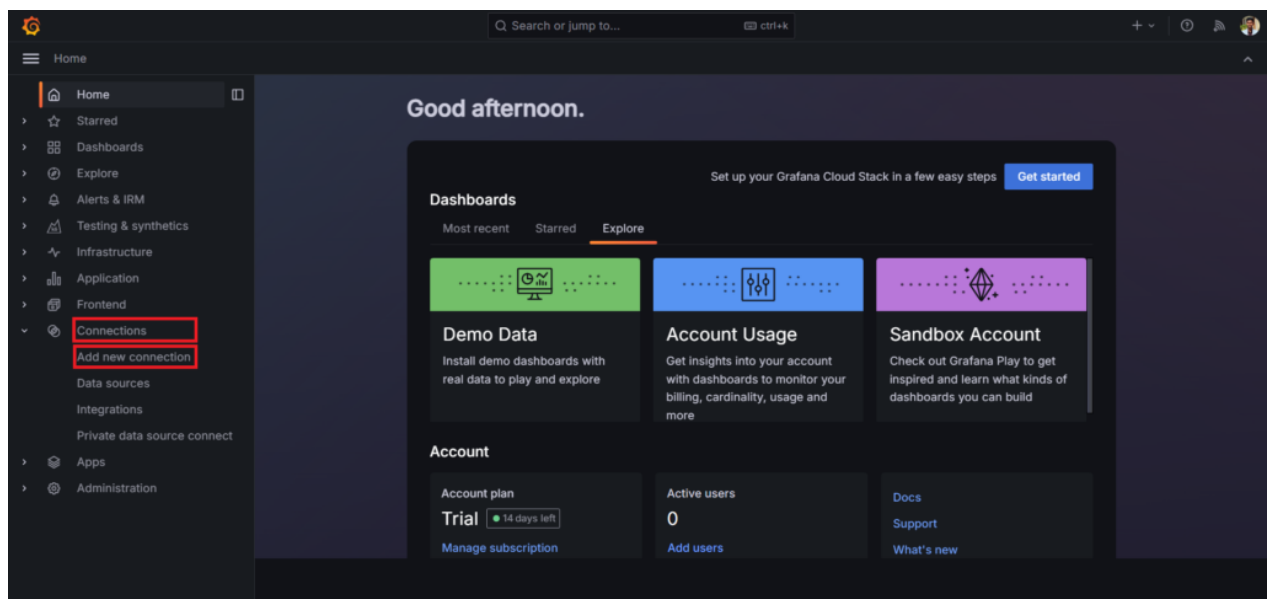 Search or jump to...
ctrl+k
Home
Home
Starred
Dashboards
Explore
Alerts & IRM
Testing & synthetics
Infrastructure
Application
Frontend
Connections
Add new connection
Data sources
Integrations
Private data source connect
Apps
Administration
Good afternoon.
Set up your Grafana Cloud Stack in a few easy steps
Get started
Dashboards
Most recent Starred Explore
Demo Data
Install demo dashboards with
real data to play and explore
Account Usage
Get insights into your account
with dashboards to monitor your
billing, cardinality, usage and
more
Sandbox Account
Check out Grafana Play to get
inspired and learn what kinds of
dashboards you can build
Account
Account plan
Trial 14 days left
Manage subscription
Active users
0
Add users
Docs
Support
What's new